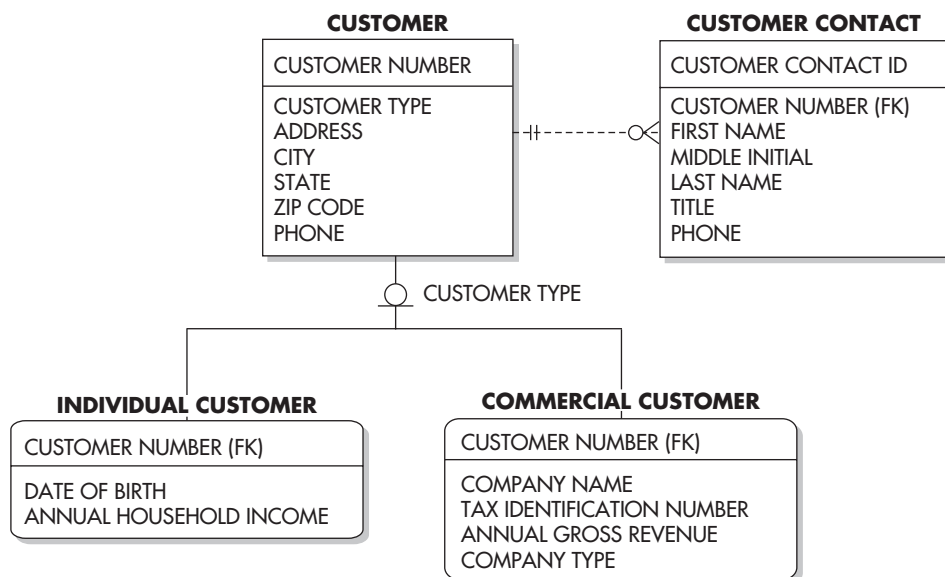 CUSTOMER
CUSTOMER NUMBER
CUSTOMER TYPE
ADDRESS
CITY
STATE
ZIP CODE
PHONE
CUSTOMER CONTACT
CUSTOMER CONTACT ID
CUSTOMER NUMBER (FK)
FIRST NAME
MIDDLE INITIAL
LAST NAME
TITLE
PHONE
CUSTOMER TYPE
INDIVIDUAL CUSTOMER
CUSTOMER NUMBER (FK)
DATE OF BIRTH
ANNUAL HOUSEHOLD INCOME
COMMERCIAL CUSTOMER
CUSTOMER NUMBER (FK)
COMPANY NAME
TAX IDENTIFICATION NUMBER
ANNUAL GROSS REVENUE
COMPANY TYPE